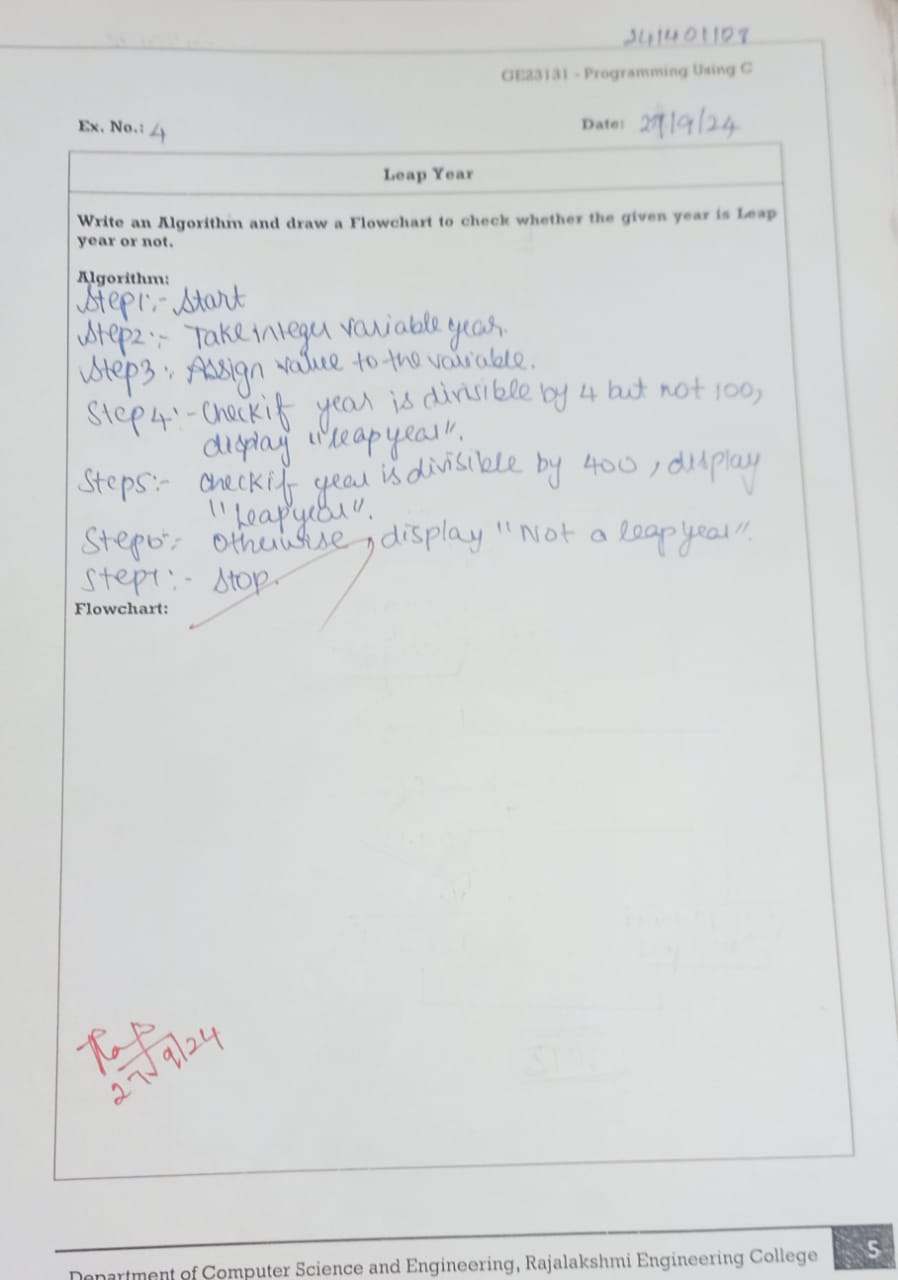 241401108
GE23131 - Programming Using C
Ex. No.: 4
Date: 27/9/24
Leap Year
Write an Algorithm and draw a Flowchart to check whether the given year is Leap
year or not.
Algorithm:
Step1:- Start
Step2:- Take integer variable year.
Step3:- Assign value to the variable.
Step4:- Check if year is divisible by 4 but not 100,
display "leap year".
Step5:- check if year is divisible by 400, display
"Leap year".
Step6:- Otherwise, display "Not a leap year".
Step7:- Stop.
Flowchart:
27/9/24
Department of Computer Science and Engineering, Rajalakshmi Engineering College
5